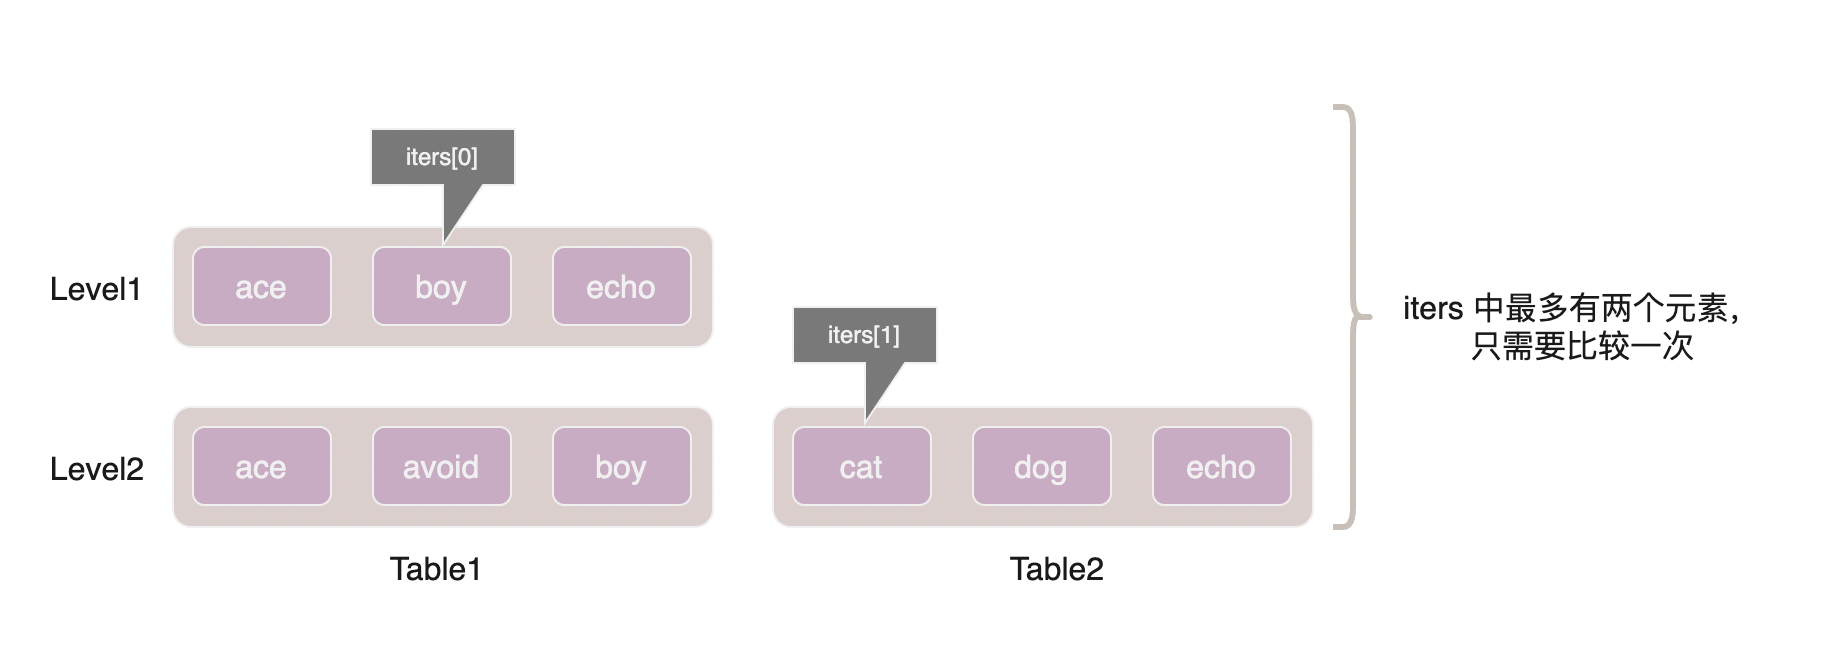 iters[0]
Level1
ace
boy
echo
iters[1]
Level2
ace
avoid
boy
cat
dog
echo
Table1
Table2
iters 中最多有两个元素，
只需要比较一次